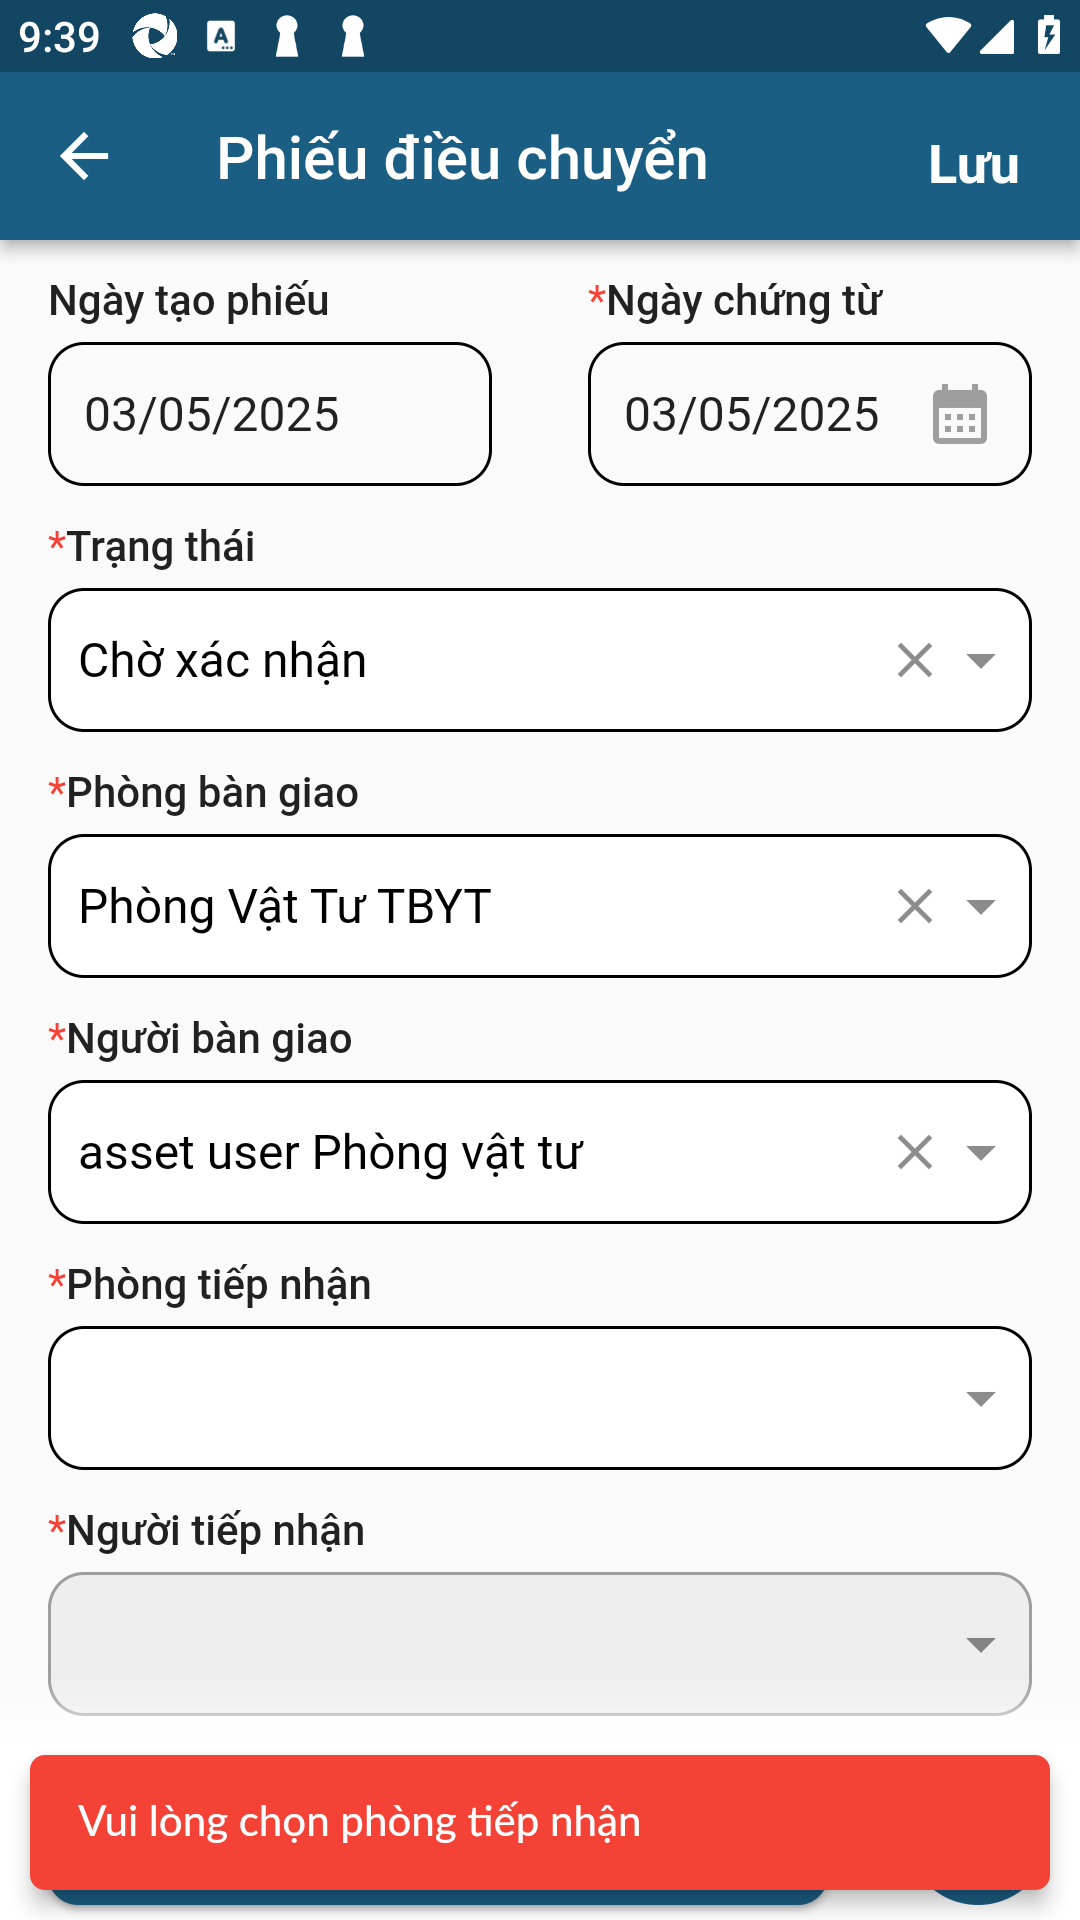 9:39
Phiếu điều chuyển
Lưu
Ngày tạo phiếu
*Ngày chứng từ
03/05/2025
03/05/2025
*Trạng thái
Chờ xác nhận
*Phòng bàn giao
Phòng Vật Tư TBYT
*Người bàn giao
asset user Phòng vật tư
*Phòng tiếp nhận
*Người tiếp nhận
Vui lòng chọn phòng tiếp nhận